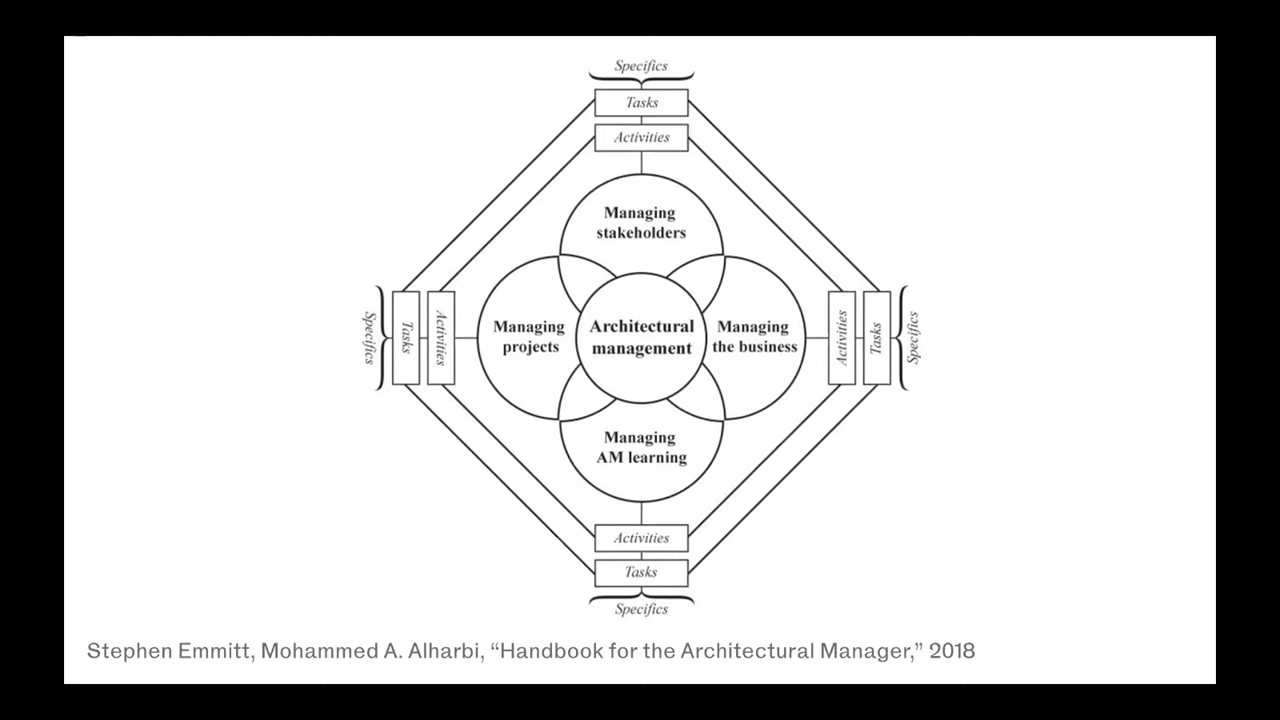 Specifics
Tasks
Activities
Managing
stakeholders
Specifics
Tasks
Activities
Managing
projects
Architectural
management
Managing
the business
Activities
Tasks
Specifics
Managing
AM learning
Activities
Tasks
Specifics
Stephen Emmitt, Mohammed A. Alharbi, “Handbook for the Architectural Manager,” 2018